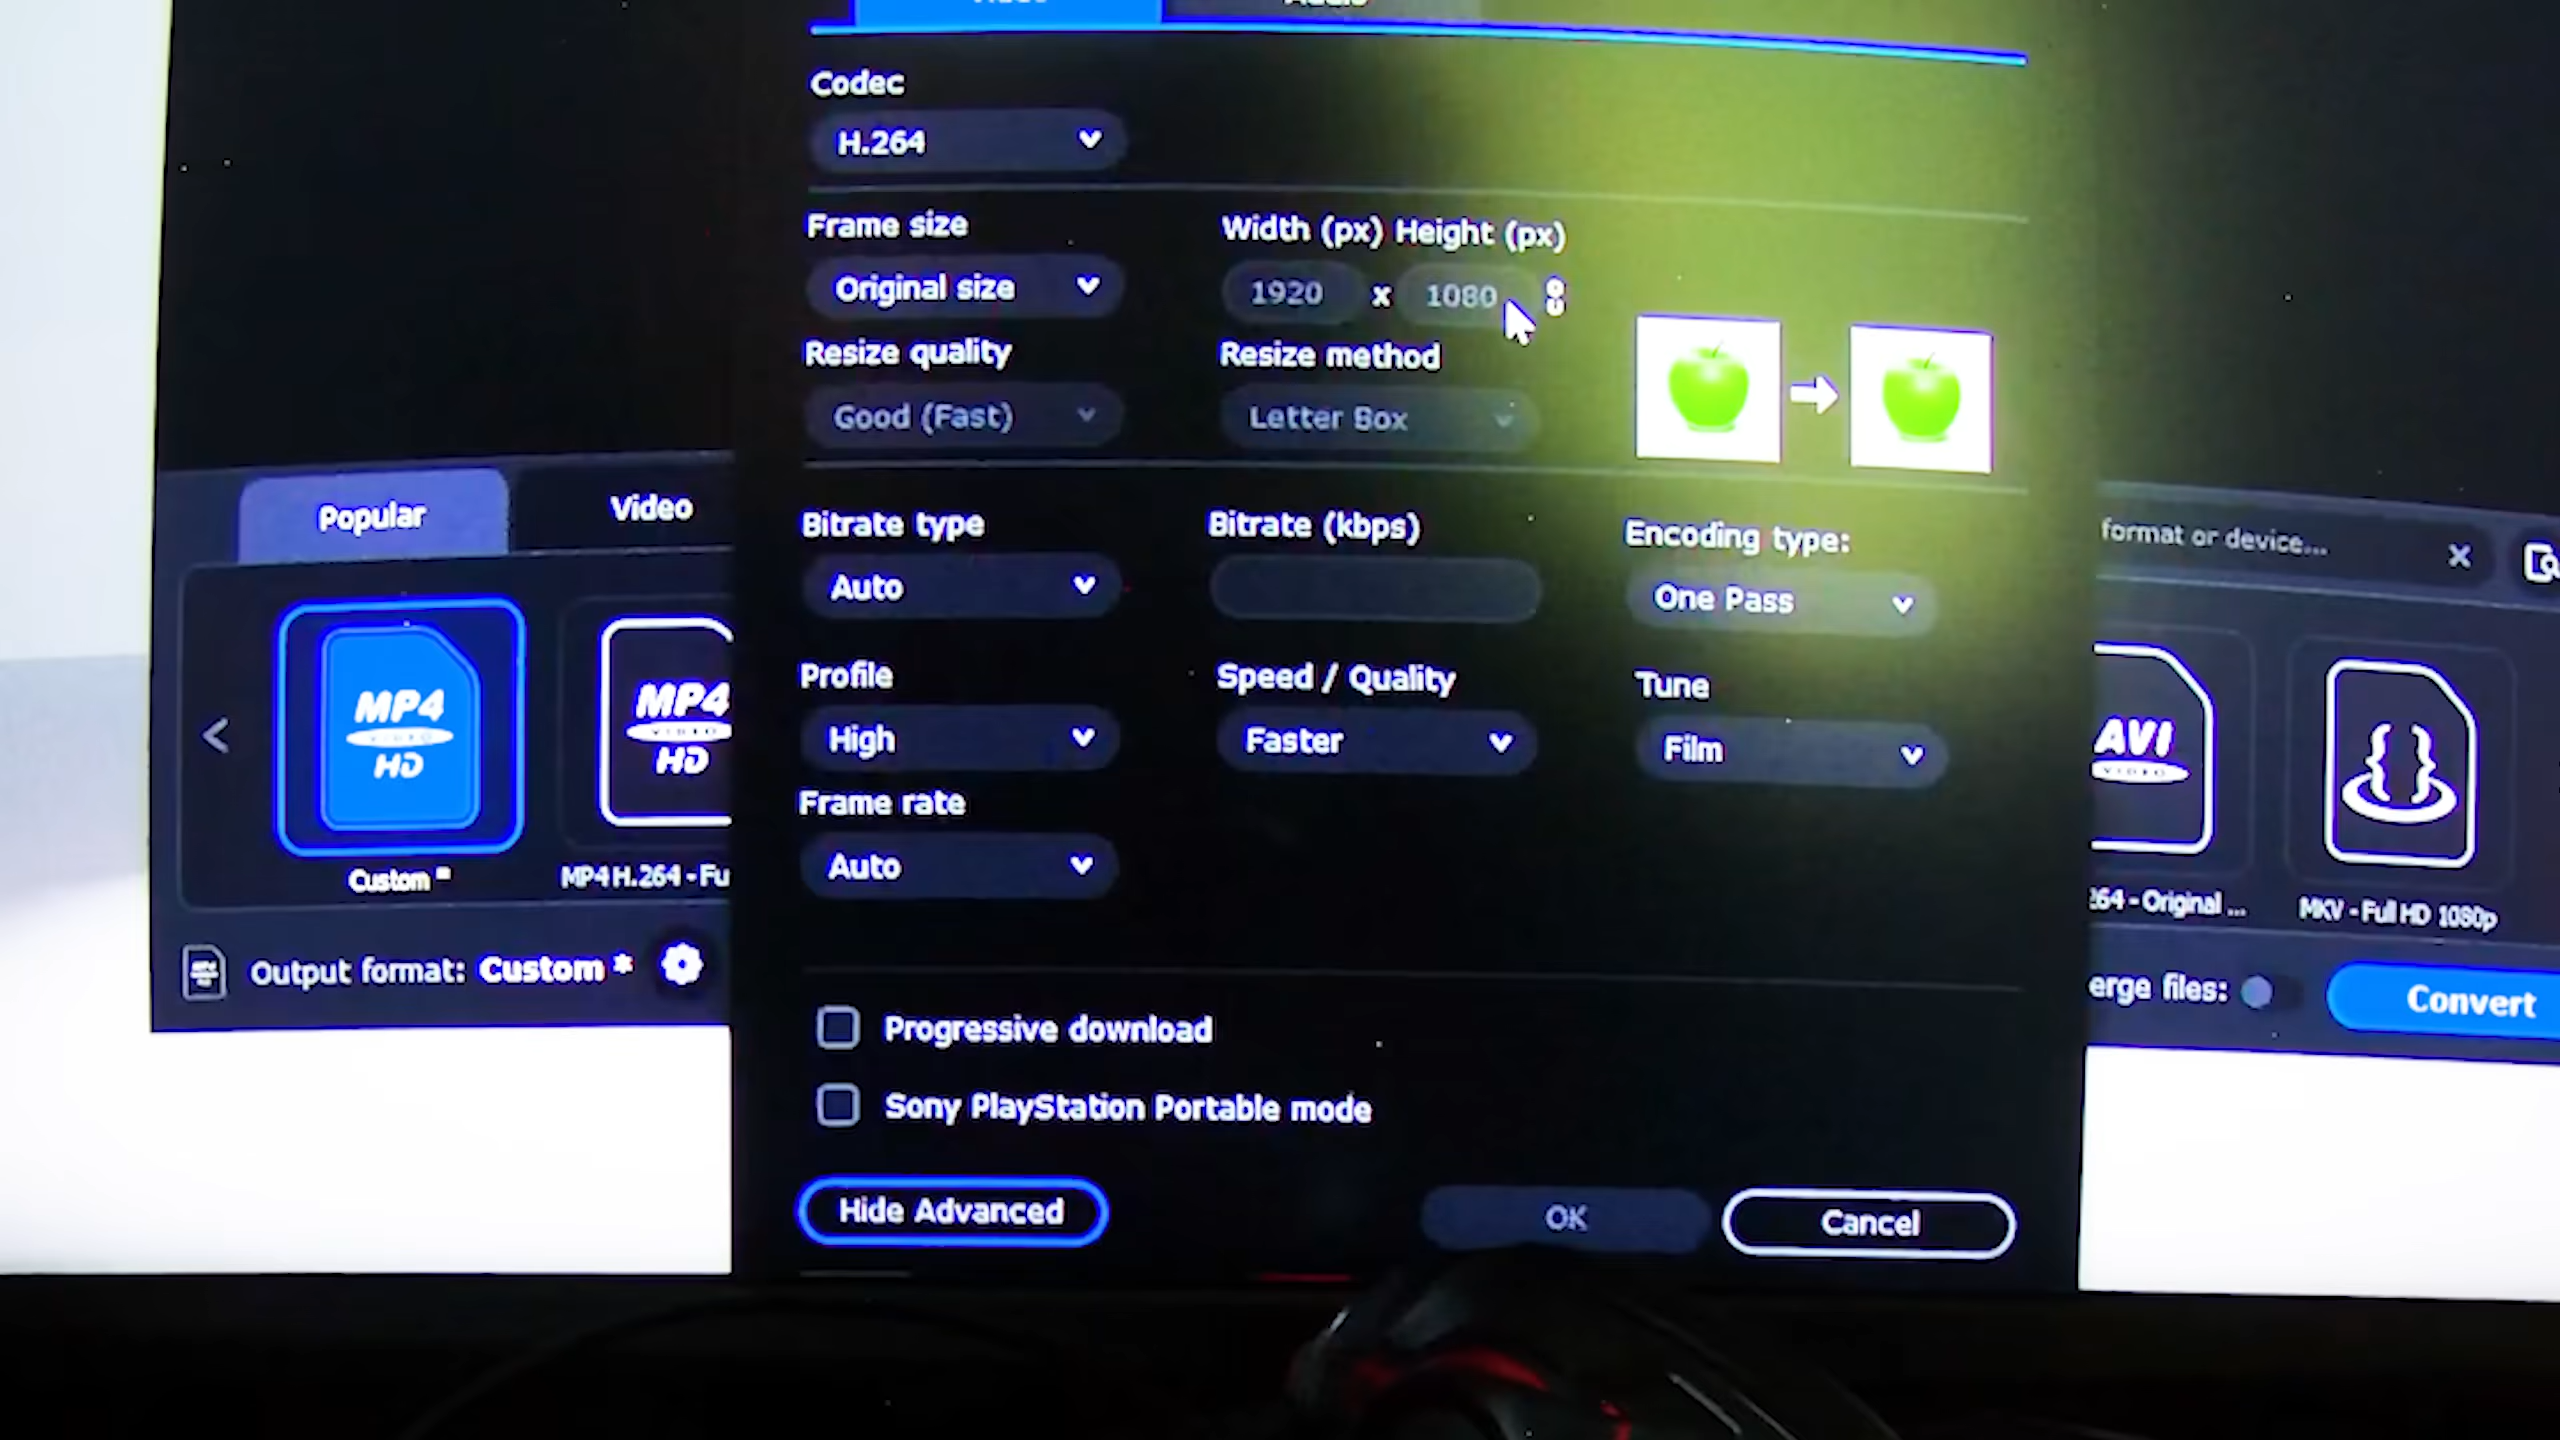 Codec
H.264
Frame size
Width (px) Height (px)
Original size
1920 x 1080
Resize quality
Resize method
Good (Fast)
Letter Box
Popular
Video
Bitrate type
Bitrate (kbps)
Encoding type:
format or device...
Auto
One Pass
Profile
Speed / Quality
Tune
High
Faster
Film
MP4
VIDEO
HD
MP4
VIDEO
HD
AVI
VIDEO
Frame rate
Auto
Custom *
MP4 H.264 - Fu
264 - Original ...
MKV - Full HD 1080p
Output format: Custom *
erge files:
Convert
Progressive download
Sony PlayStation Portable mode
Hide Advanced
OK
Cancel